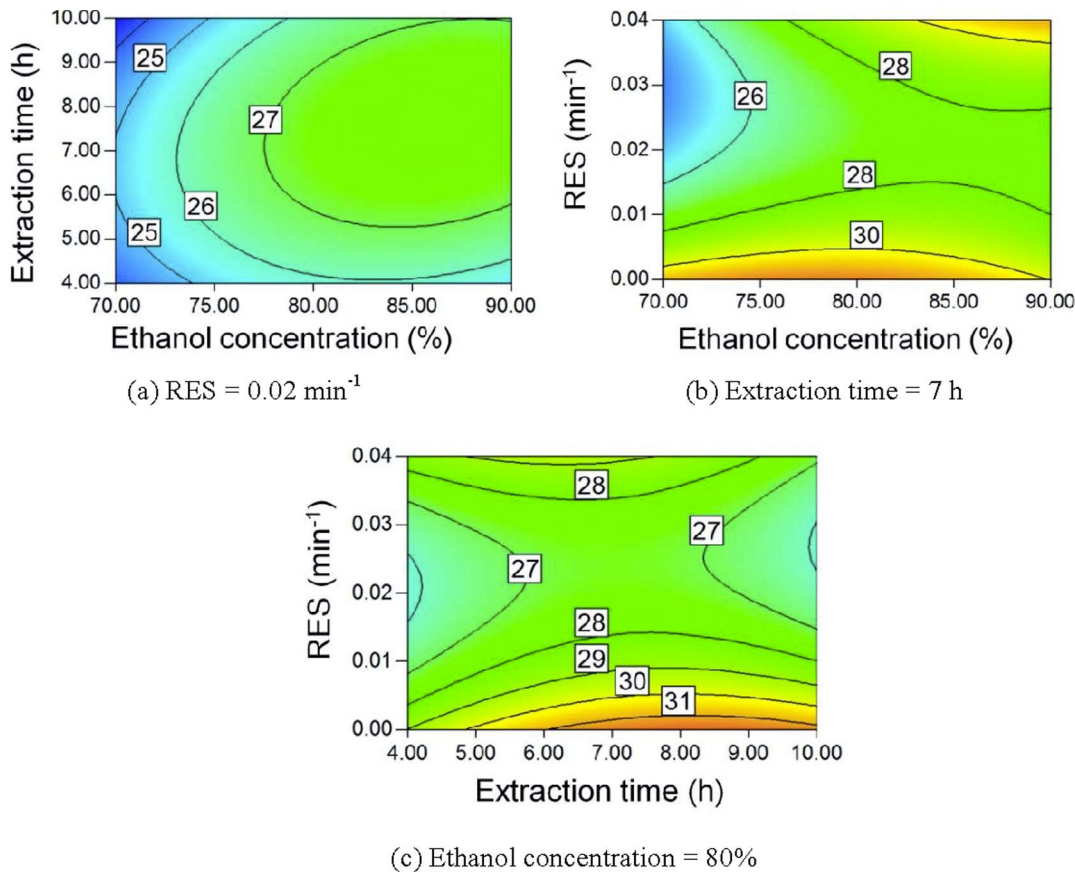 10.00
9.00
8.00
7.00
6.00
5.00
4.00
Extraction time (h)
25
27
26
25
70.00 75.00 80.00 85.00 90.00
Ethanol concentration (%)
(a) RES = 0.02 min⁻¹
0.04
0.03
0.02
0.01
0.00
RES (min⁻¹)
28
26
28
30
70.00 75.00 80.00 85.00 90.00
Ethanol concentration (%)
(b) Extraction time = 7 h
0.04
0.03
0.02
0.01
0.00
RES (min⁻¹)
28
27
27
28
29
30
31
4.00 5.00 6.00 7.00 8.00 9.00 10.00
Extraction time (h)
(c) Ethanol concentration = 80%